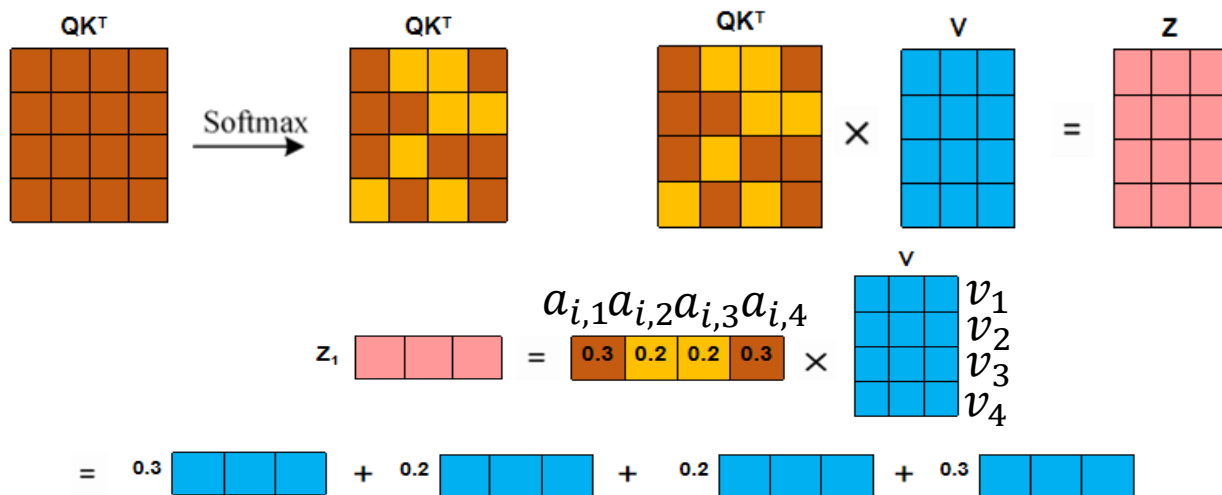 QKᵀ QKᵀ QKᵀ V Z
Softmax × =
V
a_{i,1} a_{i,2} a_{i,3} a_{i,4} v_1
v_2
Z₁ = 0.3 0.2 0.2 0.3 × v_3
v_4
= 0.3 + 0.2 + 0.2 + 0.3